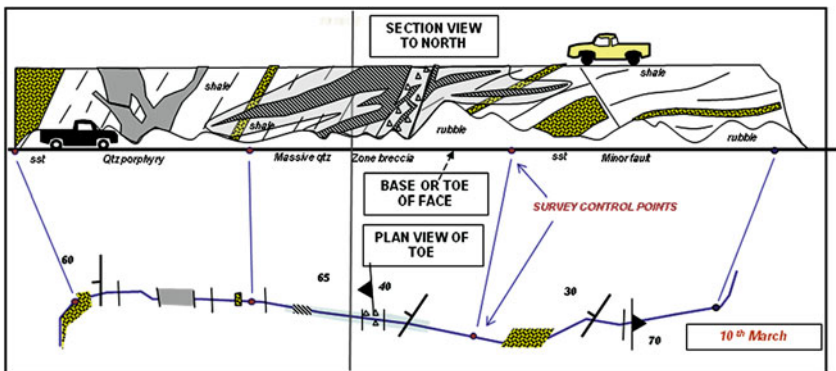 SECTION VIEW
TO NORTH
shale
shale
shale
rubble
rubble
sst
Qtz porphyry
Massive qtz
Zone breccia
sst
Minor fault
BASE OR TOE
OF FACE
SURVEY CONTROL POINTS
PLAN VIEW OF
TOE
60
65
40
30
70
10th March